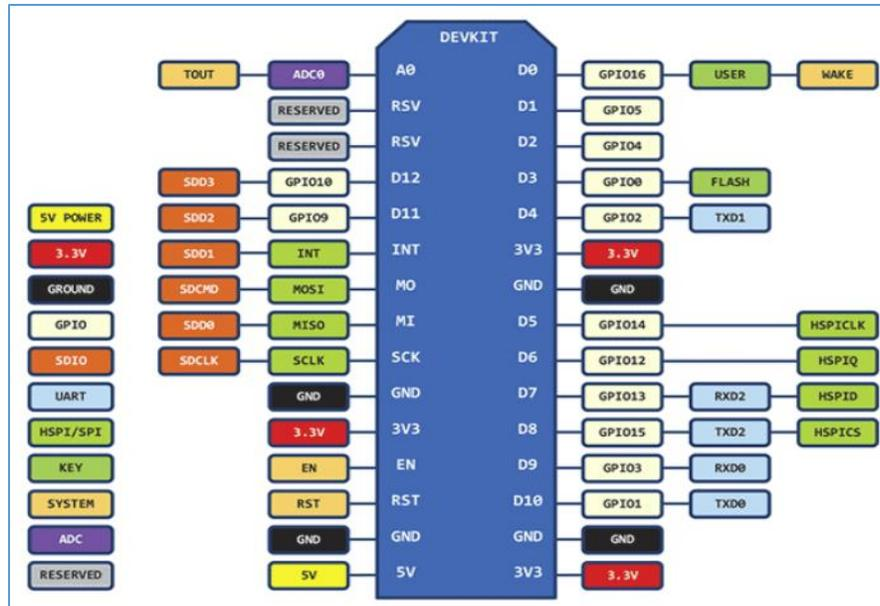 DEVKIT
TOUT ADC0 A0 D0 GPIO16 USER WAKE
RESERVED RSV D1 GPIO5
RESERVED RSV D2 GPIO4
SDD3 GPIO10 D12 D3 GPIO0 FLASH
5V POWER SDD2 GPIO9 D11 D4 GPIO2 TXD1
3.3V SDD1 INT INT 3V3 3.3V
GROUND SDCMD MOSI MO GND GND
GPIO SDD0 MISO MI D5 GPIO14 HSPICLK
SDIO SDCLK SCLK SCK D6 GPIO12 HSPIQ
UART GND GND D7 GPIO13 RXD2 HSPID
HSPI/SPI 3.3V 3V3 D8 GPIO15 TXD2 HSPICS
KEY EN EN D9 GPIO3 RXD0
SYSTEM RST RST D10 GPIO1 TXD0
ADC GND GND GND GND
RESERVED 5V 5V 3V3 3.3V